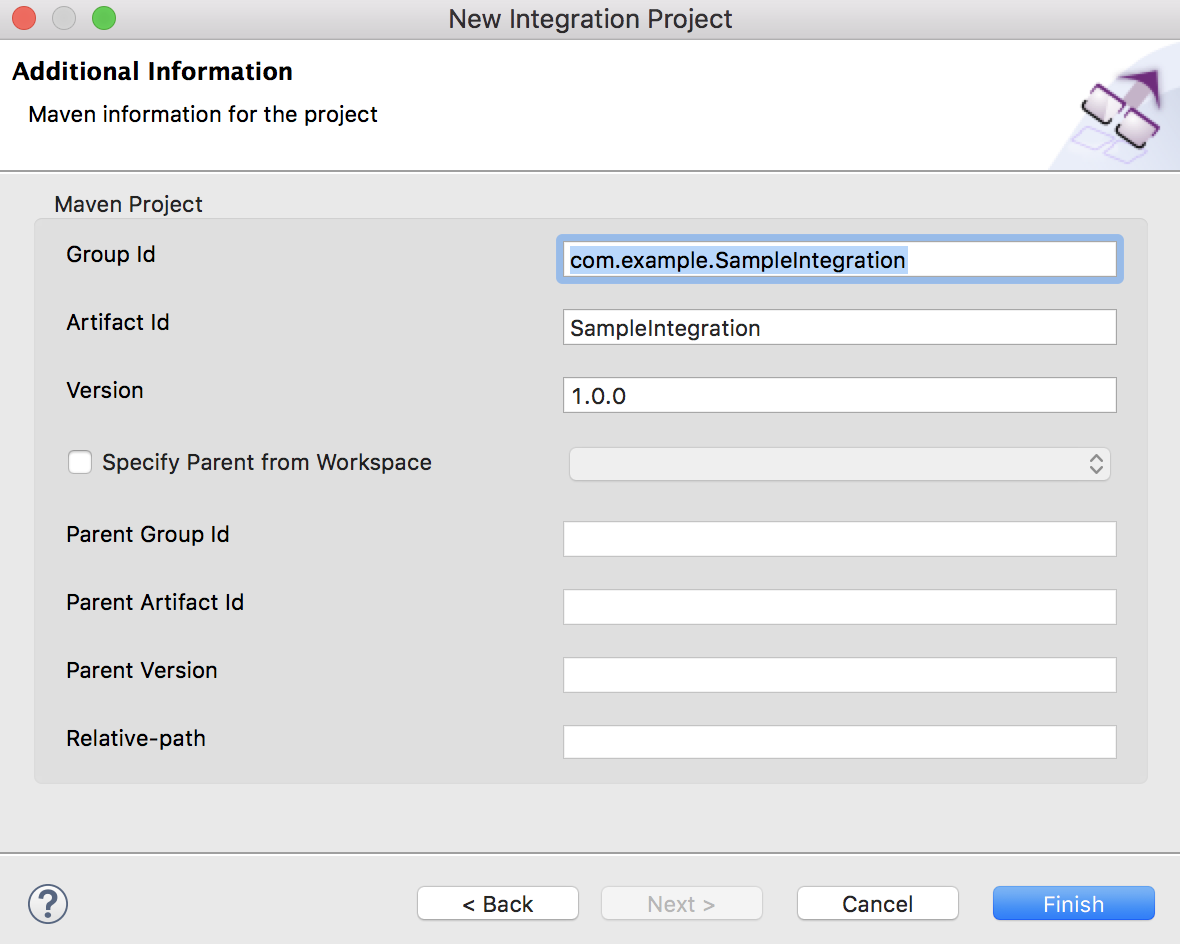 New Integration Project
Additional Information
Maven information for the project
Maven Project
Group Id
com.example.SampleIntegration
Artifact Id
SampleIntegration
Version
1.0.0
Specify Parent from Workspace
Parent Group Id
Parent Artifact Id
Parent Version
Relative-path
?
< Back
Next >
Cancel
Finish